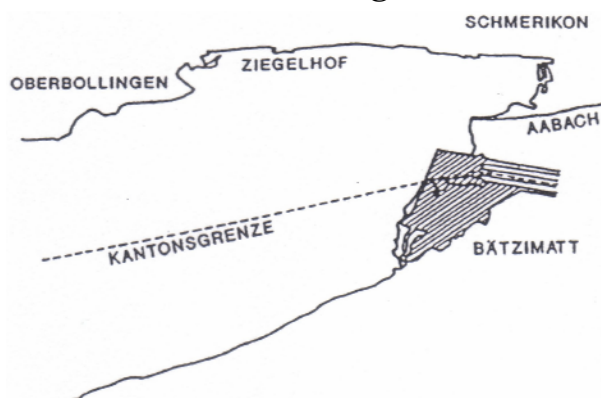 SCHMERIKON
ZIEGELHOF
OBERBOLLINGEN
AABACH
KANTONSGRENZE
BÄTZIMATT